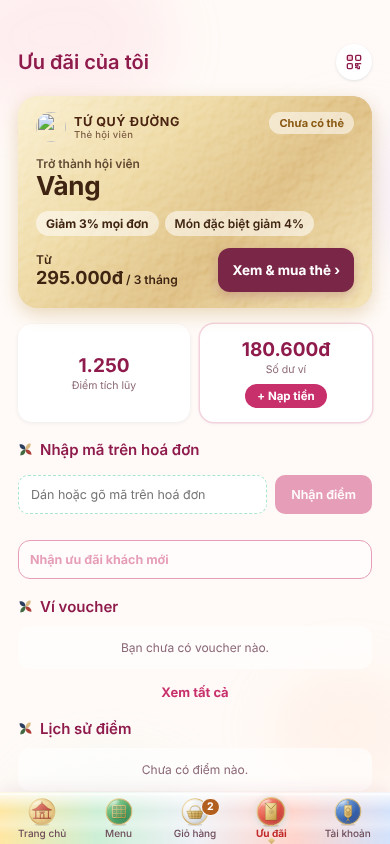 Ưu đãi của tôi
TỨ QUÝ ĐƯỜNG
Thẻ hội viên
Chưa có thẻ
Trở thành hội viên
Vàng
Giảm 3% mọi đơn
Món đặc biệt giảm 4%
Từ
295.000đ / 3 tháng
Xem & mua thẻ ›
1.250
Điểm tích lũy
180.600đ
Số dư ví
+ Nạp tiền
Nhập mã trên hoá đơn
Dán hoặc gõ mã trên hoá đơn
Nhận điểm
Nhận ưu đãi khách mới
Ví voucher
Bạn chưa có voucher nào.
Xem tất cả
Lịch sử điểm
Chưa có điểm nào.
2
Trang chủ
Menu
Giỏ hàng
Ưu đãi
Tài khoản